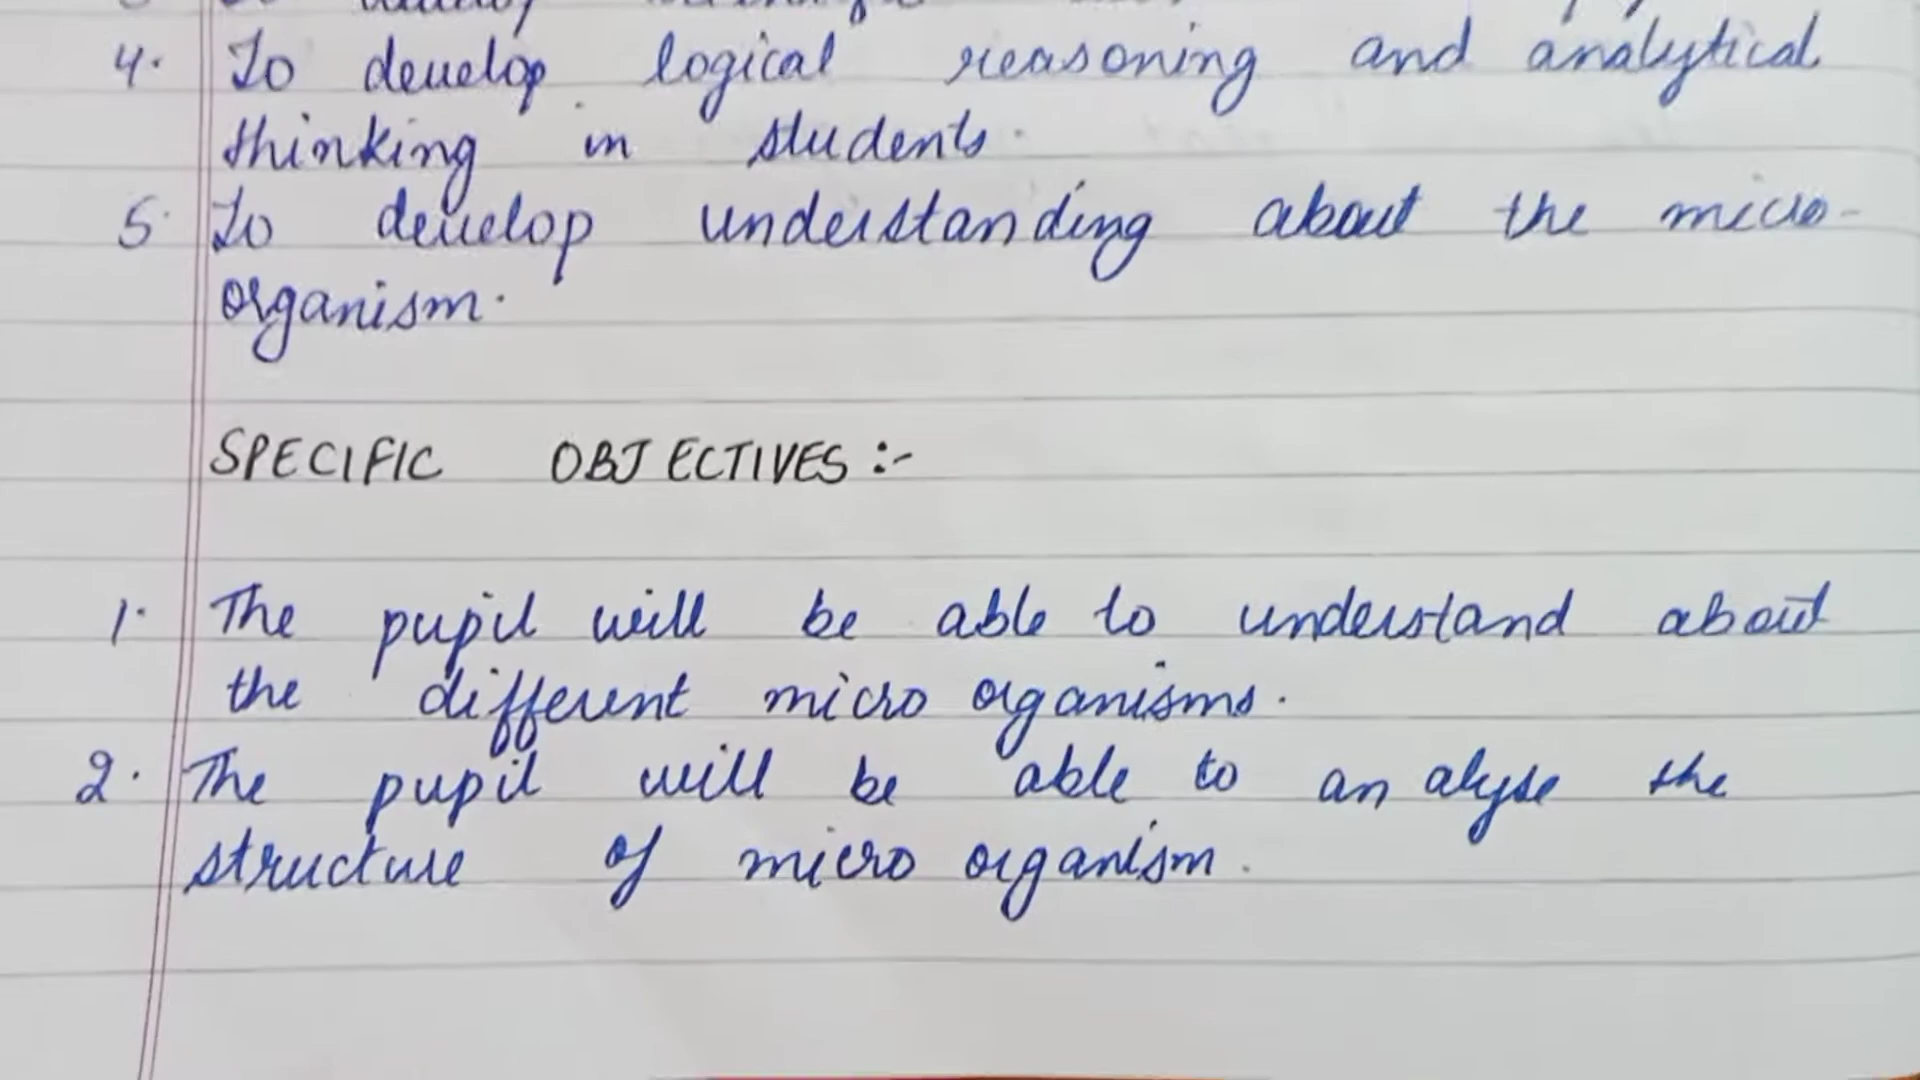 4. To develop logical reasoning and analytical
thinking in students.
5. To develop understanding about the micro-
organism.
SPECIFIC OBJECTIVES :-
1. The pupil will be able to understand about
the different micro organisms.
2. The pupil will be able to analyse the
structure of micro organism.